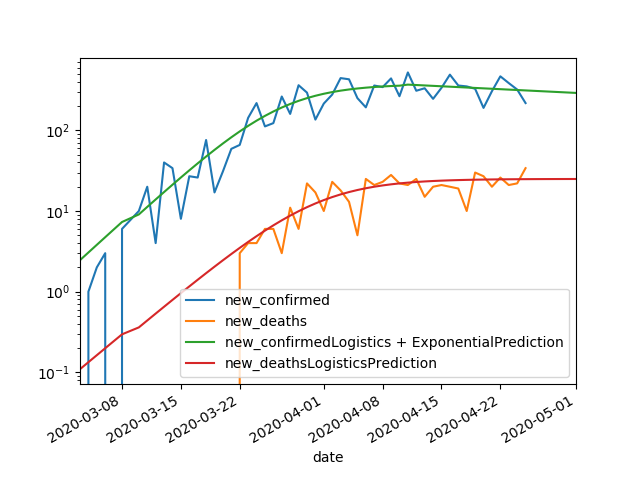 10²
10¹
10⁰
10⁻¹
new_confirmed
new_deaths
new_confirmedLogistics + ExponentialPrediction
new_deathsLogisticsPrediction
2020-03-08
2020-03-15
2020-03-22
2020-04-01
2020-04-08
2020-04-15
2020-04-22
2020-05-01
date